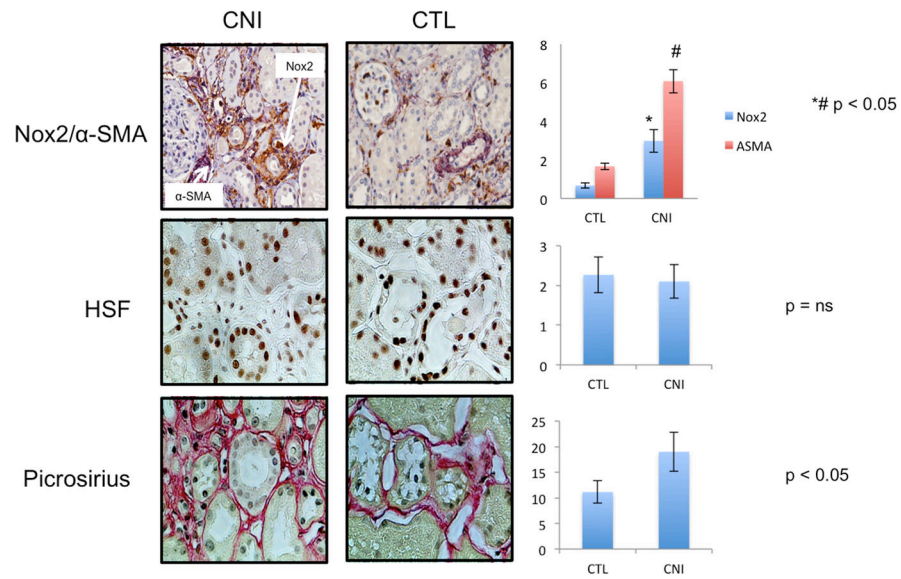 CNI
CTL
Nox2/α-SMA
Nox2
α-SMA
8
6
4
2
0
*
#
CTL
CNI
Nox2
ASMA
*# p < 0.05
HSF
3
2
1
0
CTL
CNI
p = ns
Picrosirius
25
20
15
10
5
0
CTL
CNI
p < 0.05